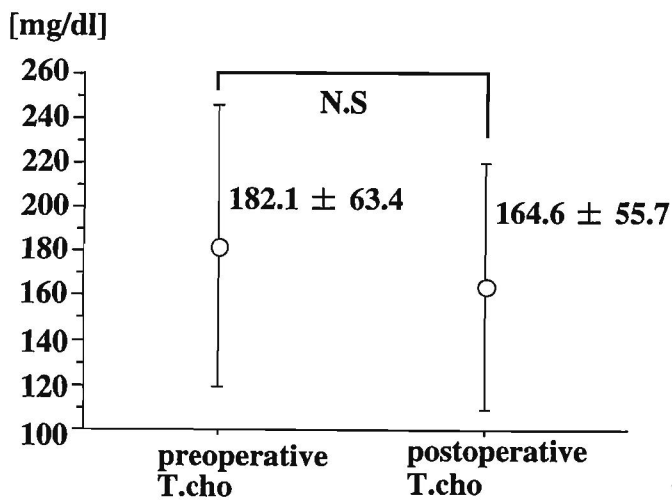 [mg/dl]
260
240
220
200
180
160
140
120
100
N.S
182.1 ± 63.4
164.6 ± 55.7
preoperative
T.cho
postoperative
T.cho